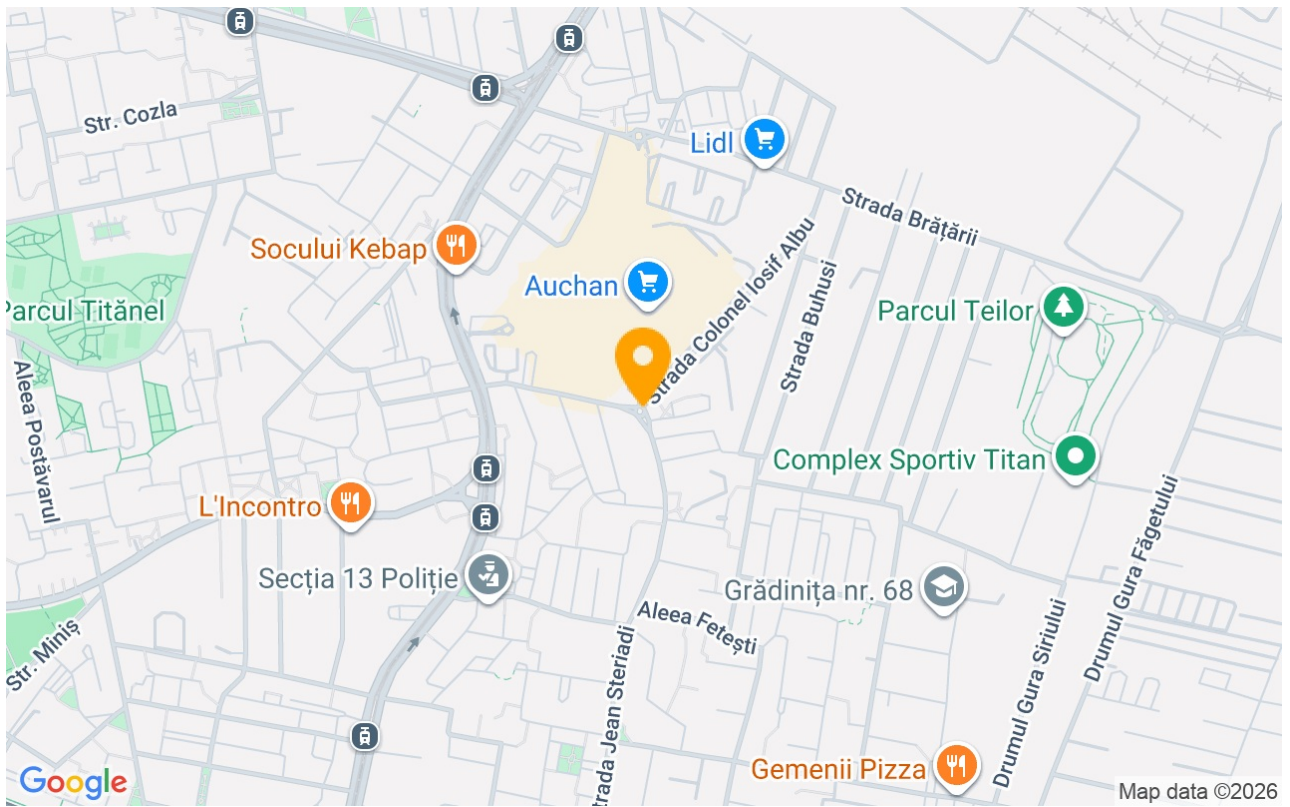 Str. Cozla
Lidl
Strada Brățării
Socului Kebap
Strada Colonel Iosif Albu
Auchan
Strada Buhusi
Parcul Teilor
Parcul Titănel
Aleea Postăvarul
Complex Sportiv Titan
L'Incontro
Drumul Gura Făgetului
Secția 13 Poliție
Grădinița nr. 68
Aleea Fetești
Str. Miniș
Drumul Gura Siriului
Strada Jean Steriadi
Gemenii Pizza
Google
Map data ©2026